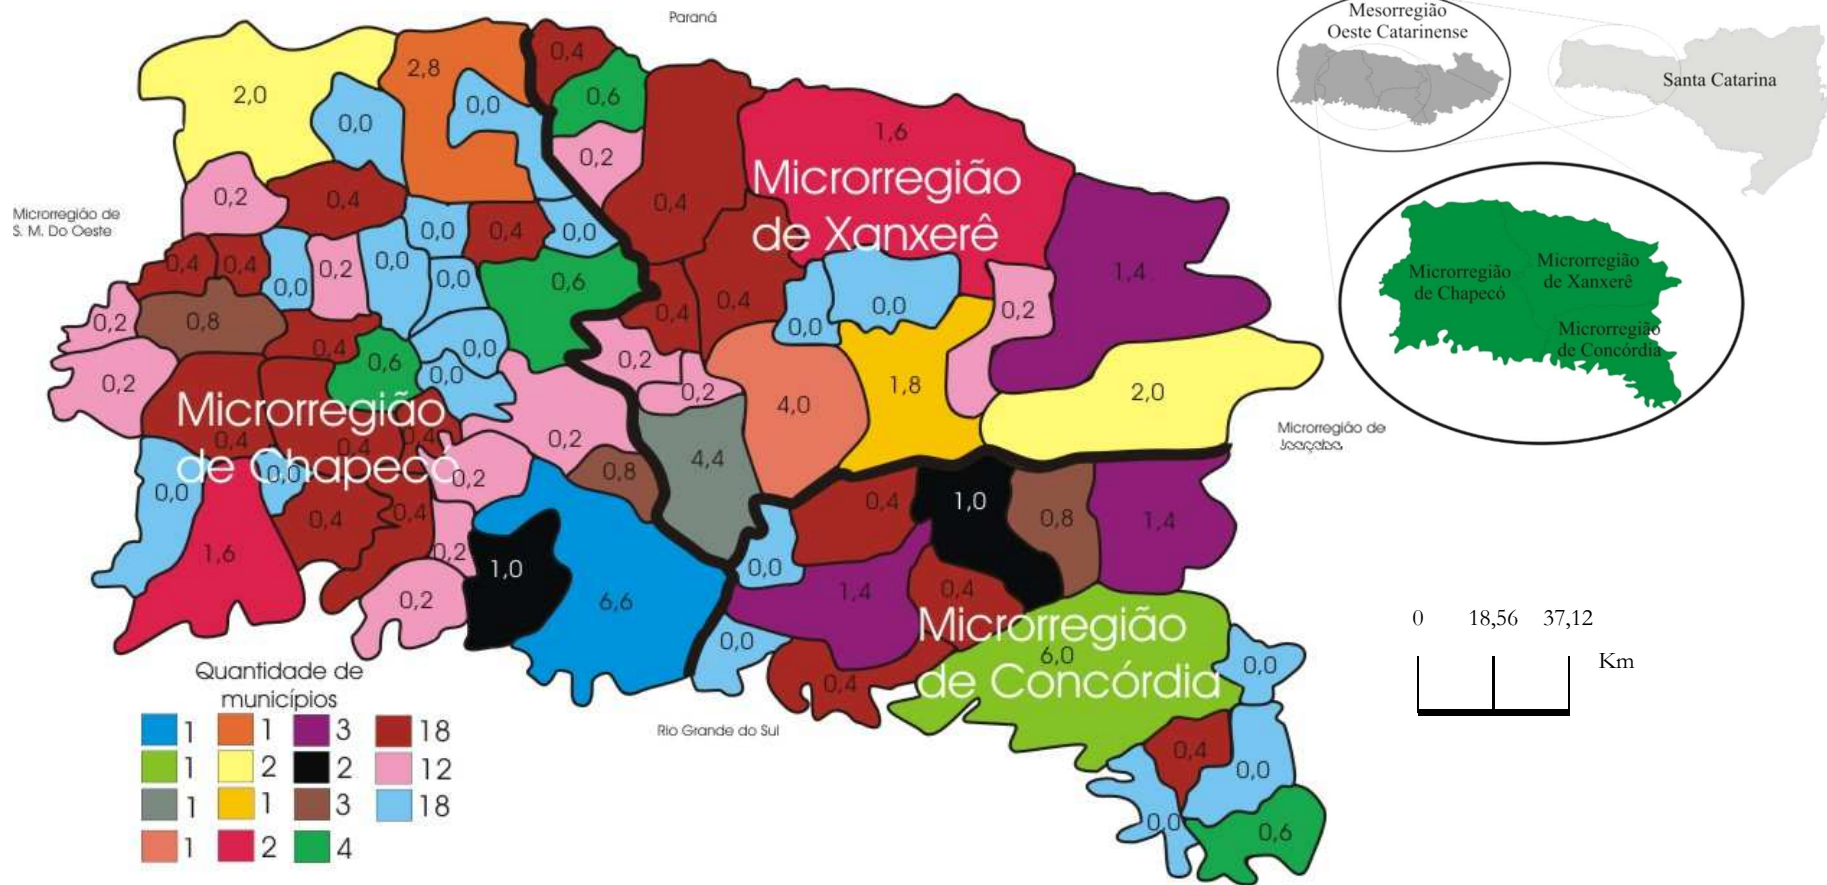 Paraná
Mesorregião
Oeste Catarinense
Santa Catarina
0,4
2,8
2,0
0,6
0,0
0,0
1,6
0,2
Microrregião
de Xanxerê
0,2
0,4
0,4
Microrregião de
S. M. Do Oeste
0,0
0,4
0,0
0,4
0,4
0,0
0,2
0,0
0,0
0,6
0,4
0,4
0,0
0,0
0,2
1,4
Microrregião
de Chapecó
Microrregião
de Xanxerê
Microrregião
de Concórdia
0,2
0,8
0,4
0,6
0,0
0,0
0,2
0,2
0,2
4,0
1,8
2,0
Microrregião
de Chapecó
0,4
0,4
0,4
0,2
Microrregião de
Joaçaba
0,0
0,0
0,2
0,8
4,4
0,4
0,4
0,4
1,0
0,8
1,4
1,6
0,2
1,0
0,0
0,2
6,6
1,4
0,4
Microrregião
de Concórdia
0,0
6,0
0,0
0,4
0 18,56 37,12
Km
Quantidade de
municípios
1 1 3 18
1 2 2 12
1 1 3 18
1 2 4
Rio Grande do Sul
0,4
0,0
0,0
0,6